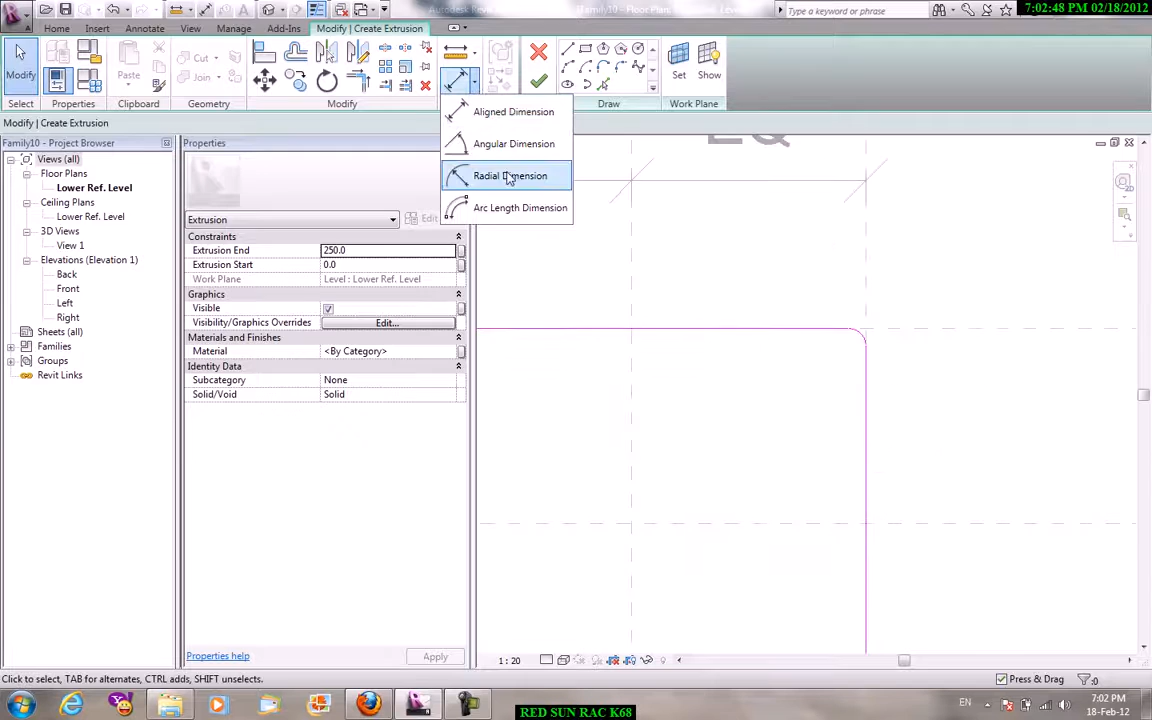 Type a keyword or phrase
7:02:48 PM 02/18/2012
Home
Insert
Annotate
View
Manage
Add-Ins
Modify | Create Extrusion
Modify
Paste
Cut
Join
Set
Show
Select
Properties
Clipboard
Geometry
Modify
Draw
Work Plane
Aligned Dimension
Angular Dimension
Radial Dimension
Arc Length Dimension
Modify | Create Extrusion
Family10 - Project Browser
Views (all)
Floor Plans
Lower Ref. Level
Ceiling Plans
Lower Ref. Level
3D Views
View 1
Elevations (Elevation 1)
Back
Front
Left
Right
Sheets (all)
Families
Groups
Revit Links
Properties
Extrusion
Edit
Constraints
Extrusion End 250.0
Extrusion Start 0.0
Work Plane Level : Lower Ref. Level
Graphics
Visible
Visibility/Graphics Overrides Edit...
Materials and Finishes
Material <By Category>
Identity Data
Subcategory None
Solid/Void Solid
Properties help
Apply
EQ
2D
1 : 20
Click to select, TAB for alternates, CTRL adds, SHIFT unselects.
Press & Drag
:0
EN
7:02 PM
18-Feb-12
RED SUN RAC K68